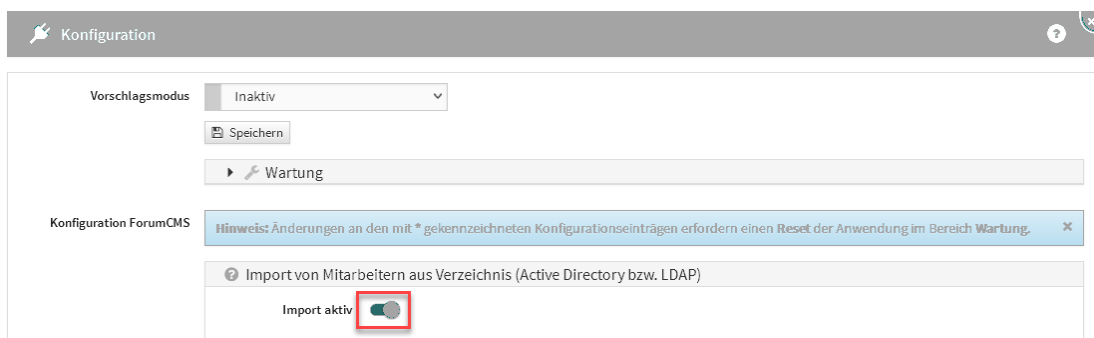 Konfiguration
?
Vorschlagsmodus Inaktiv
Speichern
Wartung
Konfiguration ForumCMS Hinweis: Änderungen an den mit * gekennzeichneten Konfigurationseinträgen erfordern einen Reset der Anwendung im Bereich Wartung. ×
? Import von Mitarbeitern aus Verzeichnis (Active Directory bzw. LDAP)
Import aktiv